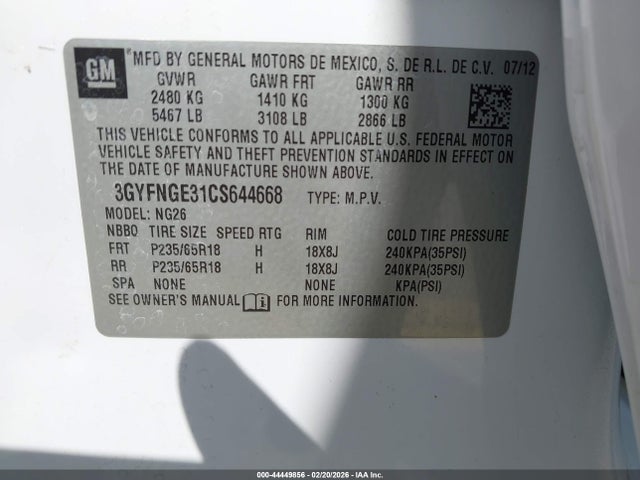 GM
MFD BY GENERAL MOTORS DE MEXICO, S. DE R.L. DE C.V. 07/12
GVWR GAWR FRT GAWR RR
2480 KG 1410 KG 1300 KG
5467 LB 3108 LB 2866 LB
THIS VEHICLE CONFORMS TO ALL APPLICABLE U.S. FEDERAL MOTOR
VEHICLE SAFETY AND THEFT PREVENTION STANDARDS IN EFFECT ON
THE DATE OF MANUFACTURE SHOWN ABOVE.
3GYFNGE31CS644668 TYPE: M.P.V.
MODEL: NG26
NBBO TIRE SIZE SPEED RTG RIM COLD TIRE PRESSURE
FRT P235/65R18 H 18X8J 240KPA(35PSI)
RR P235/65R18 H 18X8J 240KPA(35PSI)
SPA NONE NONE KPA(PSI)
SEE OWNER'S MANUAL i FOR MORE INFORMATION.
000-44449856 - 02/20/2026 - IAAI.COM